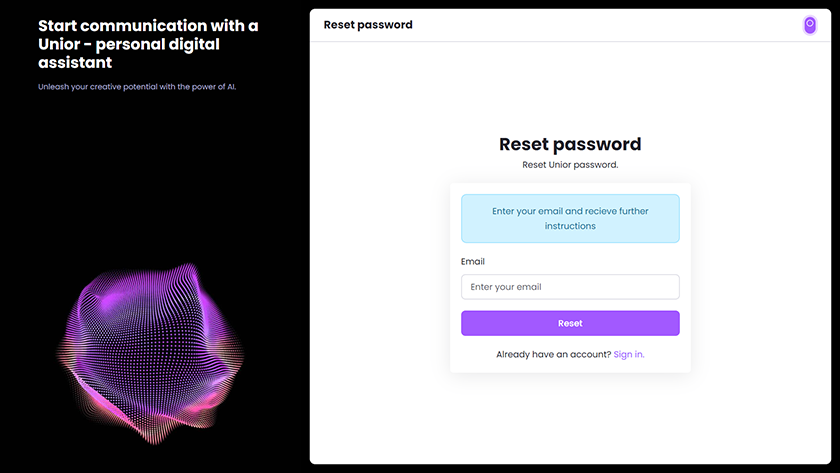 Start communication with a
Unior - personal digital
assistant
Unleash your creative potential with the power of AI.
Reset password
Reset password
Reset Unior password.
Enter your email and recieve further
instructions
Email
Enter your email
Reset
Already have an account? Sign in.